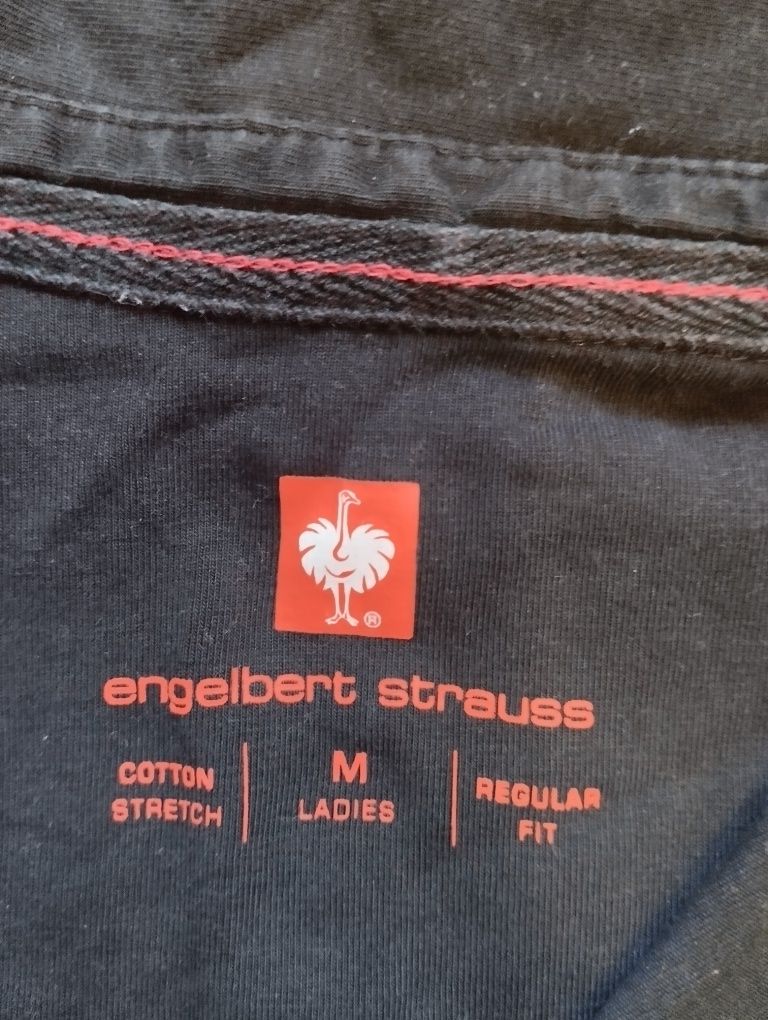 ®
engelbert strauss
COTTON
STRETCH
M
LADIES
REGULAR
FIT